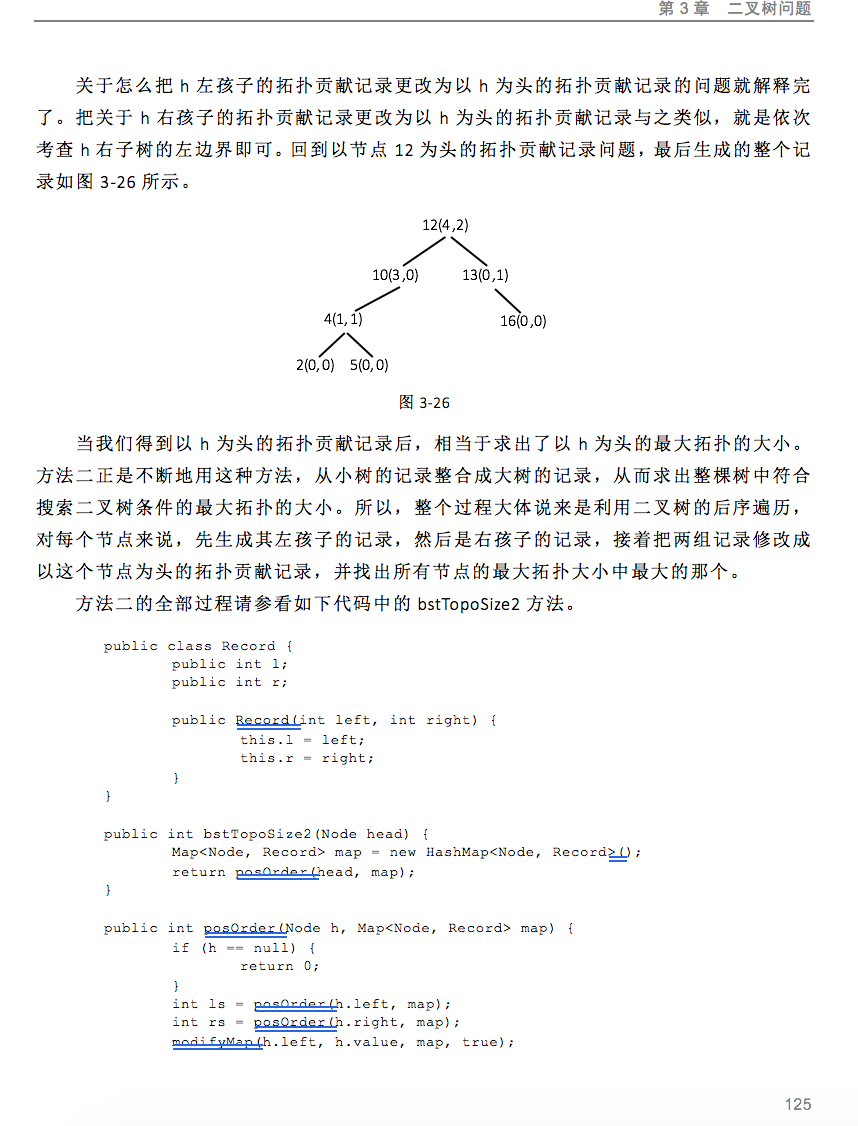 第 3 章 二叉树问题
关于怎么把 h 左孩子的拓扑贡献记录更改为以 h 为头的拓扑贡献记录的问题就解释完
了。把关于 h 右孩子的拓扑贡献记录更改为以 h 为头的拓扑贡献记录与之类似，就是依次
考查 h 右子树的左边界即可。回到以节点 12 为头的拓扑贡献记录问题，最后生成的整个记
录如图 3-26 所示。
12(4,2)
10(3,0) 13(0,1)
4(1,1) 16(0,0)
2(0,0) 5(0,0)
图 3-26
当我们得到以 h 为头的拓扑贡献记录后，相当于求出了以 h 为头的最大拓扑的大小。
方法二正是不断地用这种方法，从小树的记录整合成大树的记录，从而求出整棵树中符合
搜索二叉树条件的最大拓扑的大小。所以，整个过程大体说来是利用二叉树的后序遍历，
对每个节点来说，先生成其左孩子的记录，然后是右孩子的记录，接着把两组记录修改成
以这个节点为头的拓扑贡献记录，并找出所有节点的最大拓扑大小中最大的那个。
方法二的全部过程请参看如下代码中的 bstTopoSize2 方法。
public class Record {
public int l;
public int r;
public Record(int left, int right) {
this.l = left;
this.r = right;
}
}
public int bstTopoSize2(Node head) {
Map<Node, Record> map = new HashMap<Node, Record>();
return posOrder(head, map);
}
public int posOrder(Node h, Map<Node, Record> map) {
if (h == null) {
return 0;
}
int ls = posOrder(h.left, map);
int rs = posOrder(h.right, map);
modifyMap(h.left, h.value, map, true);
125